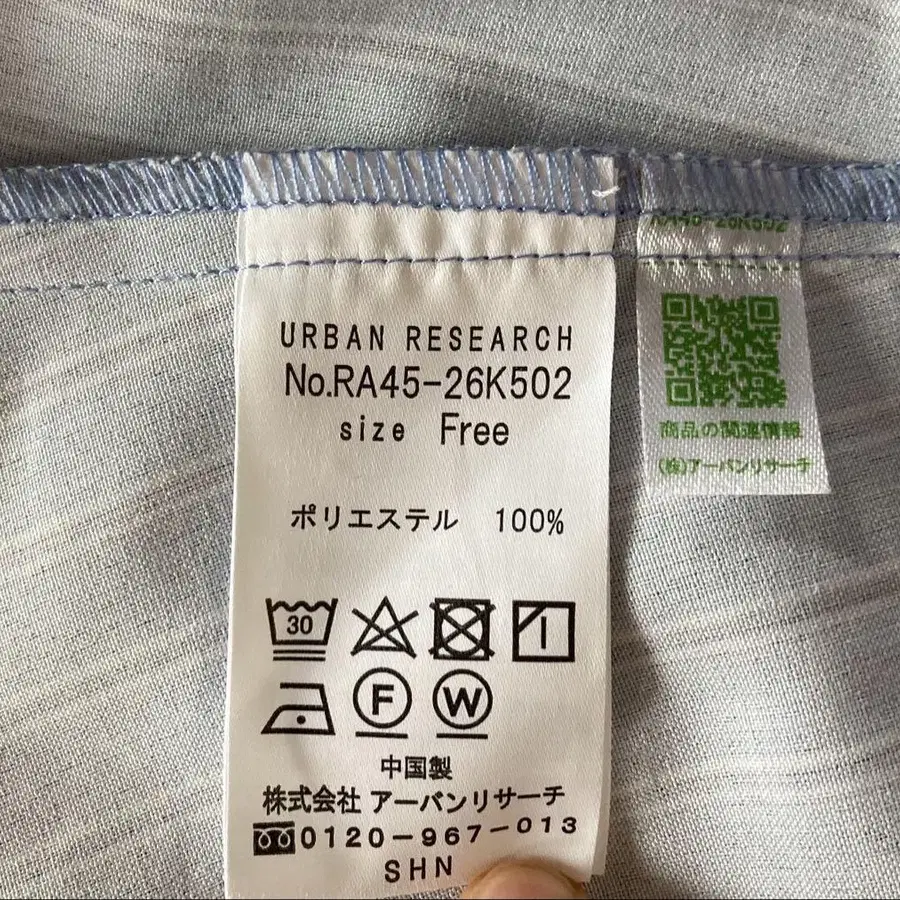 URBAN RESEARCH
No.RA45-26K502
size Free
ポリエステル 100%
30
F W
中国製
株式会社 アーバンリサーチ
0120-967-013
SHN
RA45-26K502
商品の関連情報
(株)アーバンリサーチ